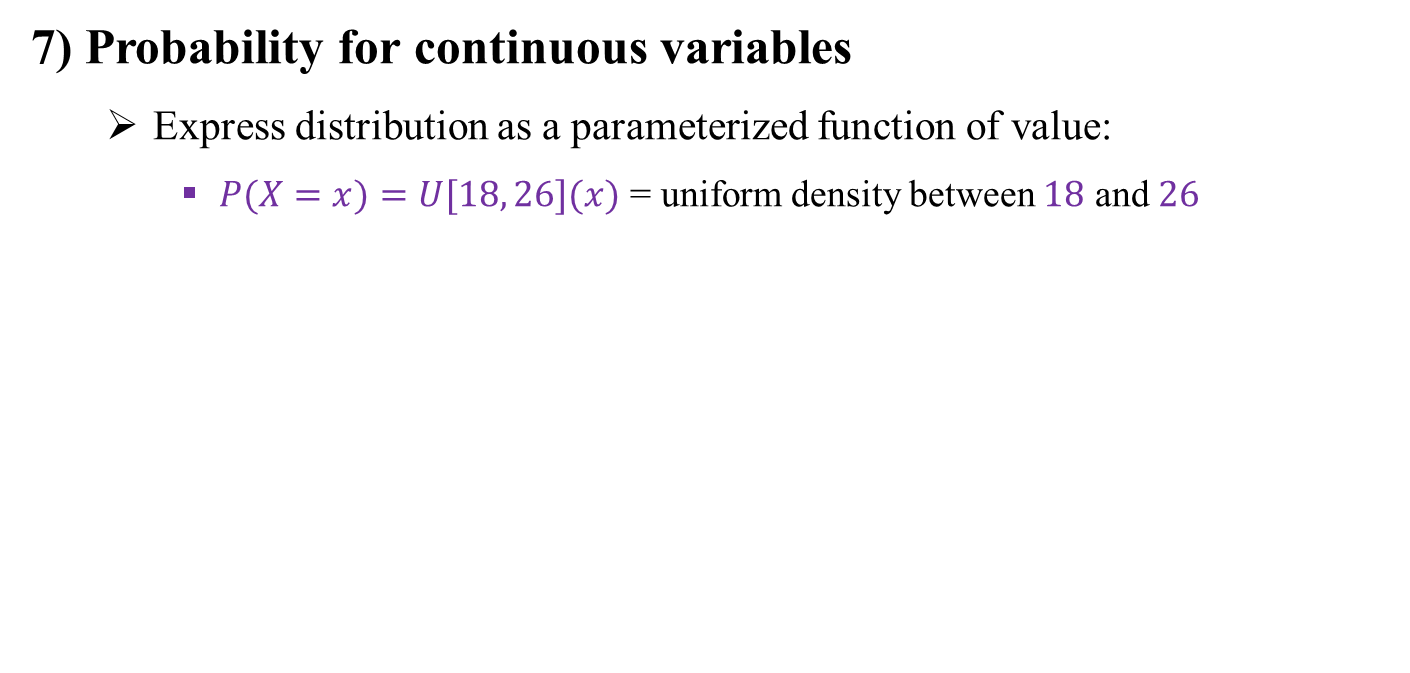 7) Probability for continuous variables
➢ Express distribution as a parameterized function of value:
▪ P(X = x) = U[18, 26](x) = uniform density between 18 and 26